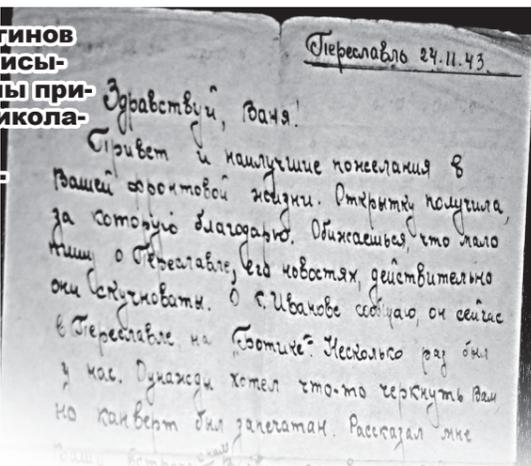 гинов
исы-
ны при-
икола-
Переславль 24.11.43
Здравствуй, Ваня!
Привет и наилучшие пожелания в
Вашей фронтовой жизни. Открытку получила,
за которую благодарю. Обижаешься, что мало
пишу о Переславле, его новостях, действительно
они скучноваты. О г. Иванове сообщаю, он сейчас
в Переславле на "Ботике". Несколько раз был
у нас. Однажды хотел что-то черкнуть Вам,
но конверт был запечатан. Рассказал мне